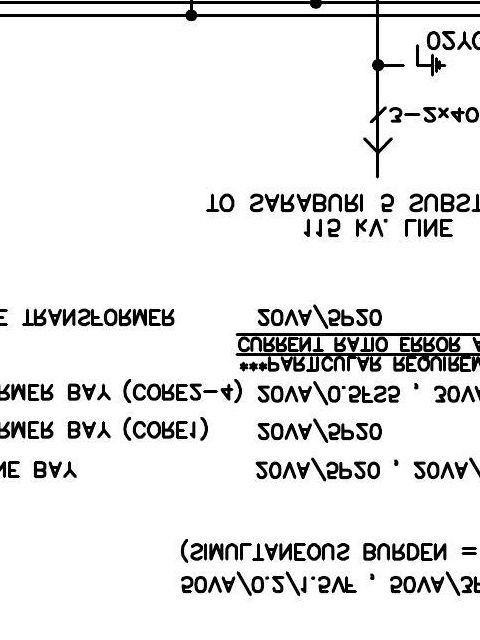 50VA/0.2/1.5VF , 50VA/3P
(SIMULTANEOUS BURDEN =
NE BAY 20VA/5P20 , 20VA/
RMER BAY (CORE1) 20VA/5P20
RMER BAY (CORE2-4) 20VA/0.5FS5 , 30VA
***PARTICULAR REQUIREM
CURRENT RATIO ERROR A
E TRANSFORMER 20VA/5P20
115 kV. LINE
TO SARABURI 5 SUBST
3-2x40
02YC